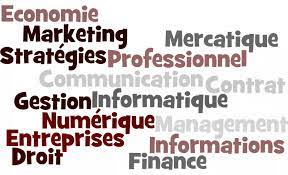 Economie
Marketing Mercatique
Stratégies Professionnel
Communication Contrat
Gestion Informatique
Numérique Management
Entreprises Informations
Droit Finance